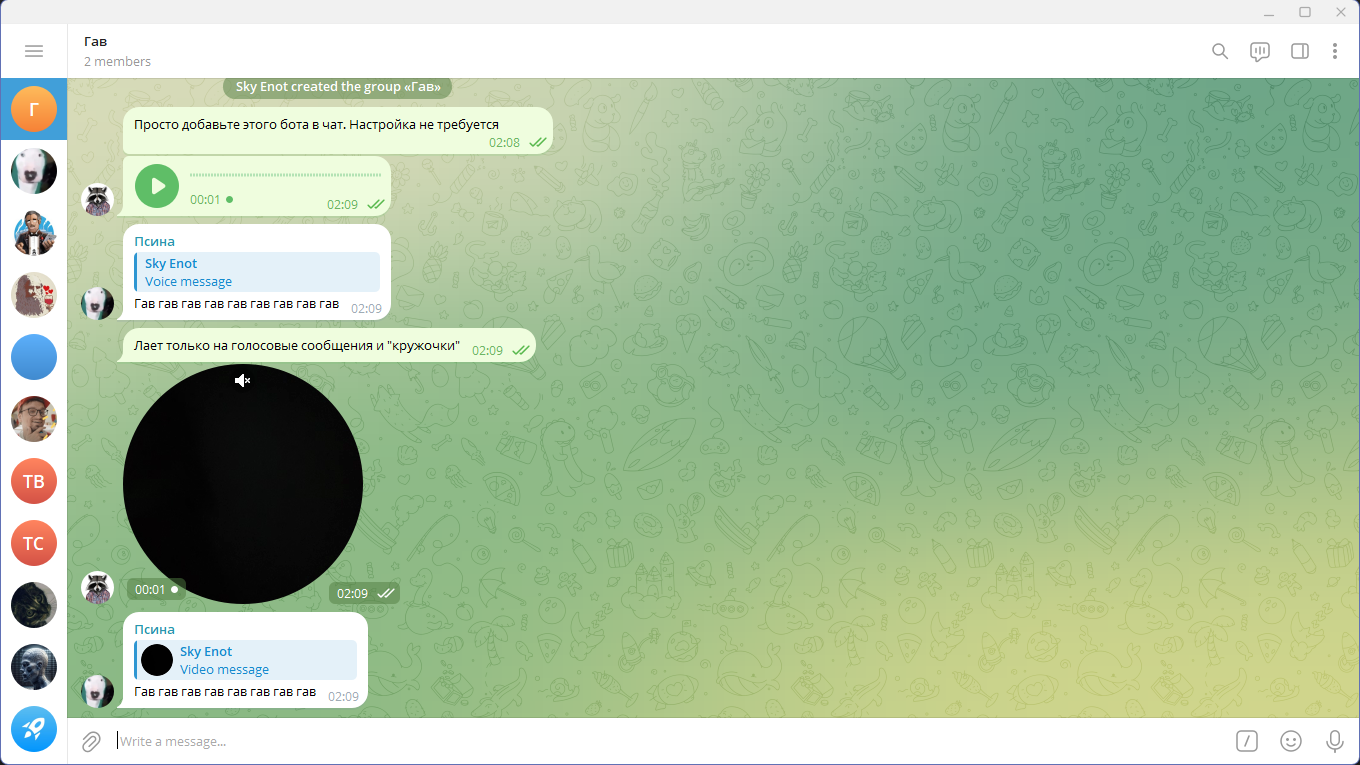 Гав
2 members
Г
Sky Enot created the group «Гав»
Просто добавьте этого бота в чат. Настройка не требуется
02:08
00:01
02:09
Псина
Sky Enot
Voice message
Гав гав гав гав гав гав гав гав гав
02:09
Лает только на голосовые сообщения и "кружочки"
02:09
ТВ
ТС
00:01
02:09
Псина
Sky Enot
Video message
Гав гав гав гав гав гав гав гав
02:09
Write a message...